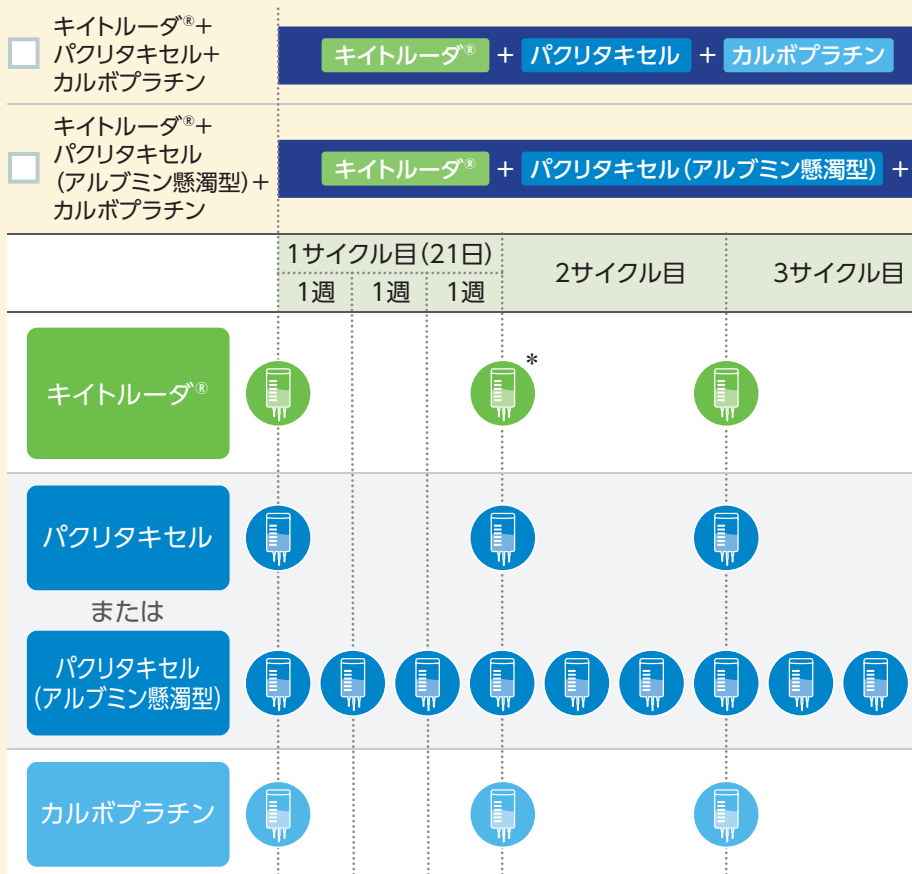 キイトルーダ®+
パクリタキセル+
カルボプラチン
キイトルーダ® + パクリタキセル + カルボプラチン
キイトルーダ®+
パクリタキセル
(アルブミン懸濁型)+
カルボプラチン
キイトルーダ® + パクリタキセル(アルブミン懸濁型) +
1サイクル目(21日)
1週 1週 1週
2サイクル目
3サイクル目
キイトルーダ®
*
パクリタキセル
または
パクリタキセル
(アルブミン懸濁型)
カルボプラチン